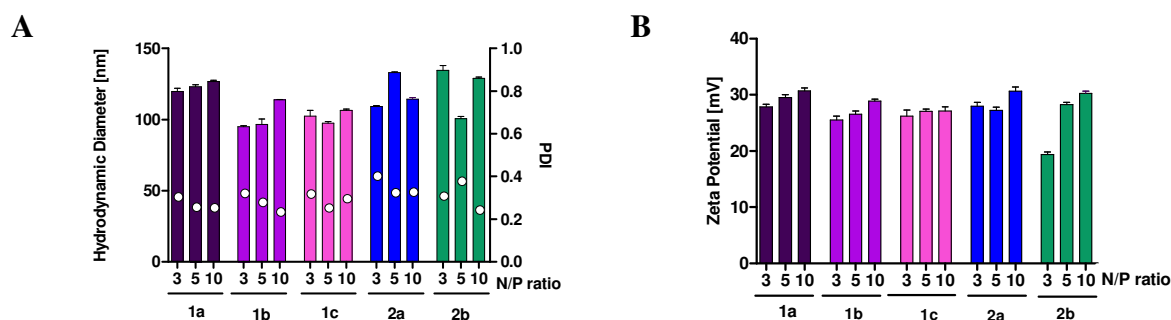 A
Hydrodynamic Diameter [nm]
150
100
50
0
1.0
0.8
0.6
0.4
0.2
0.0
PDI
3 5 10 3 5 10 3 5 10 3 5 10 3 5 10 N/P ratio
1a 1b 1c 2a 2b
B
Zeta Potential [mV]
40
30
20
10
0
3 5 10 3 5 10 3 5 10 3 5 10 3 5 10 N/P ratio
1a 1b 1c 2a 2b